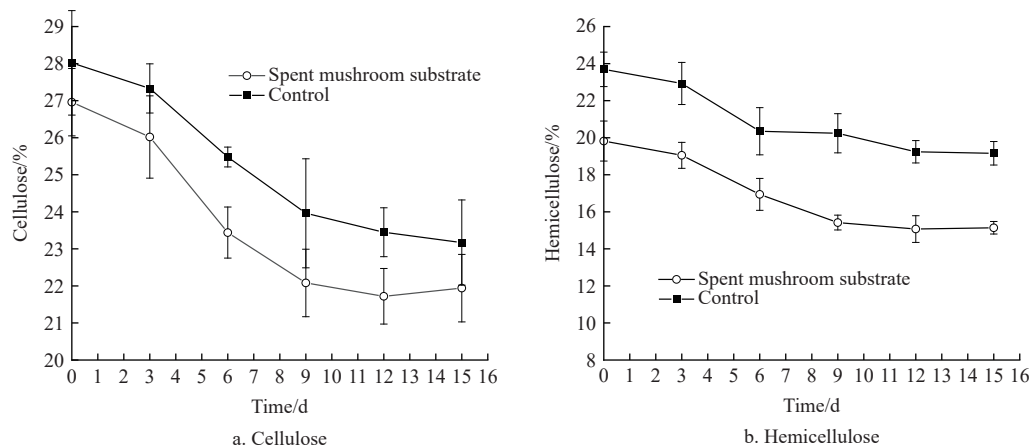 29
28
27
26
25
24
23
22
21
20
Cellulose/%
Spent mushroom substrate
Control
0 1 2 3 4 5 6 7 8 9 10 11 12 13 14 15 16
Time/d
a. Cellulose
26
24
22
20
18
16
14
12
10
8
Hemicellulose/%
Spent mushroom substrate
Control
0 1 2 3 4 5 6 7 8 9 10 11 12 13 14 15 16
Time/d
b. Hemicellulose